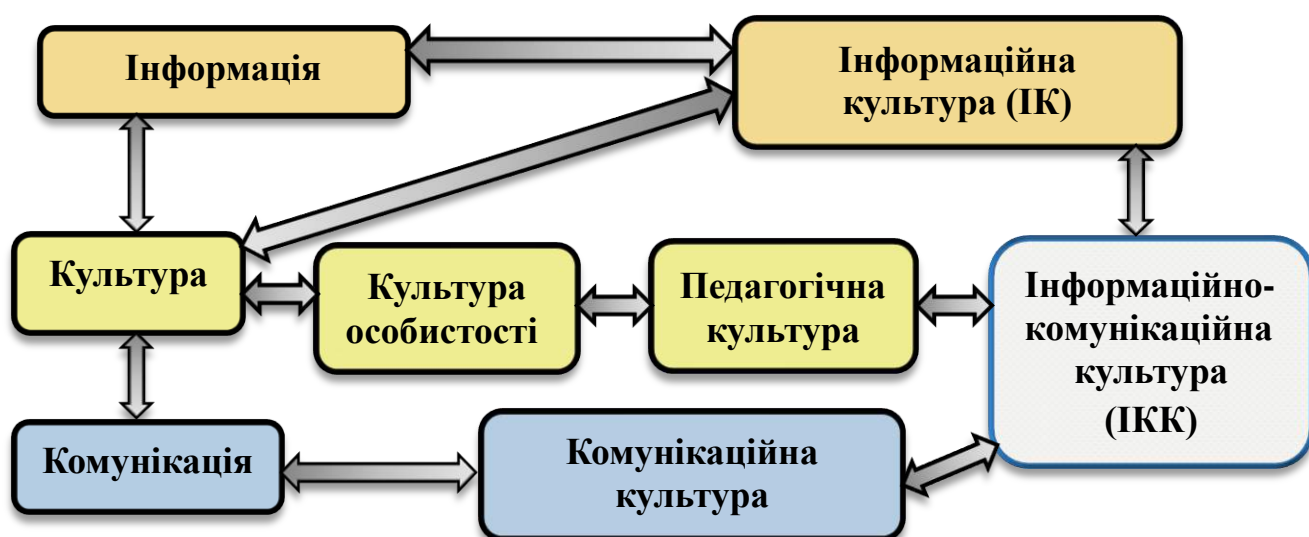 Інформація
Інформаційна
культура (ІК)
Культура
Культура
особистості
Педагогічна
культура
Інформаційно-
комунікаційна
культура
(ІКК)
Комунікація
Комунікаційна
культура